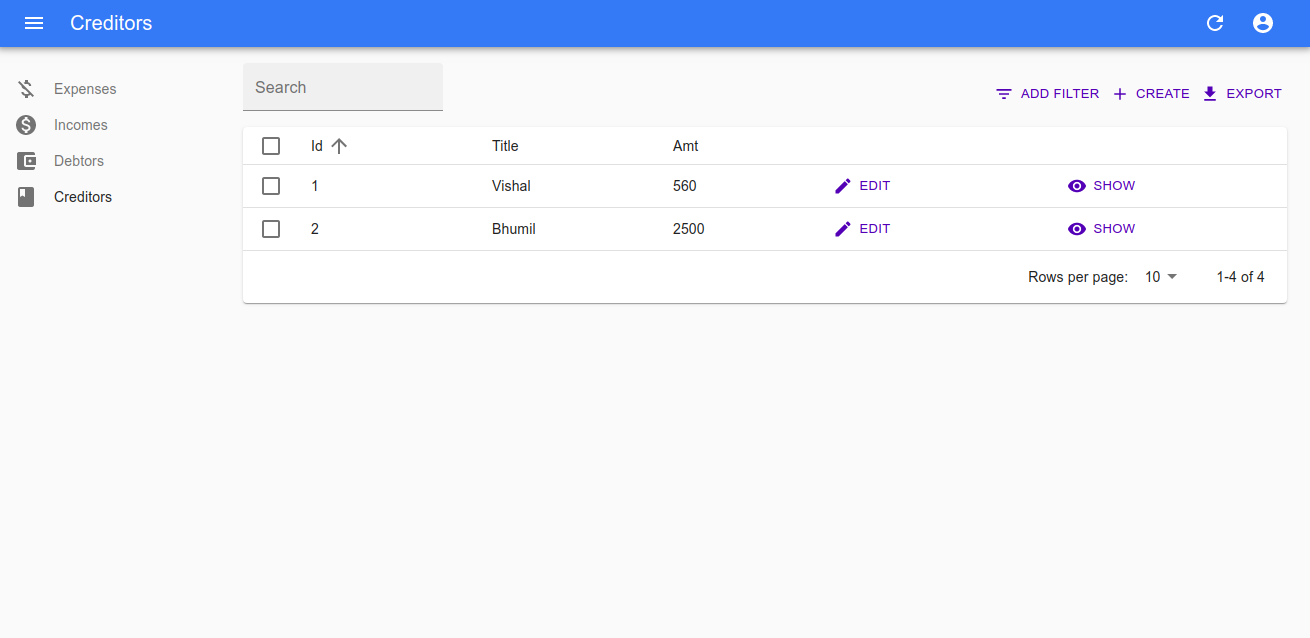 Creditors
Expenses
Incomes
Debtors
Creditors
Search
ADD FILTER CREATE EXPORT
Id Title Amt
1 Vishal 560 EDIT SHOW
2 Bhumil 2500 EDIT SHOW
Rows per page: 10 1-4 of 4